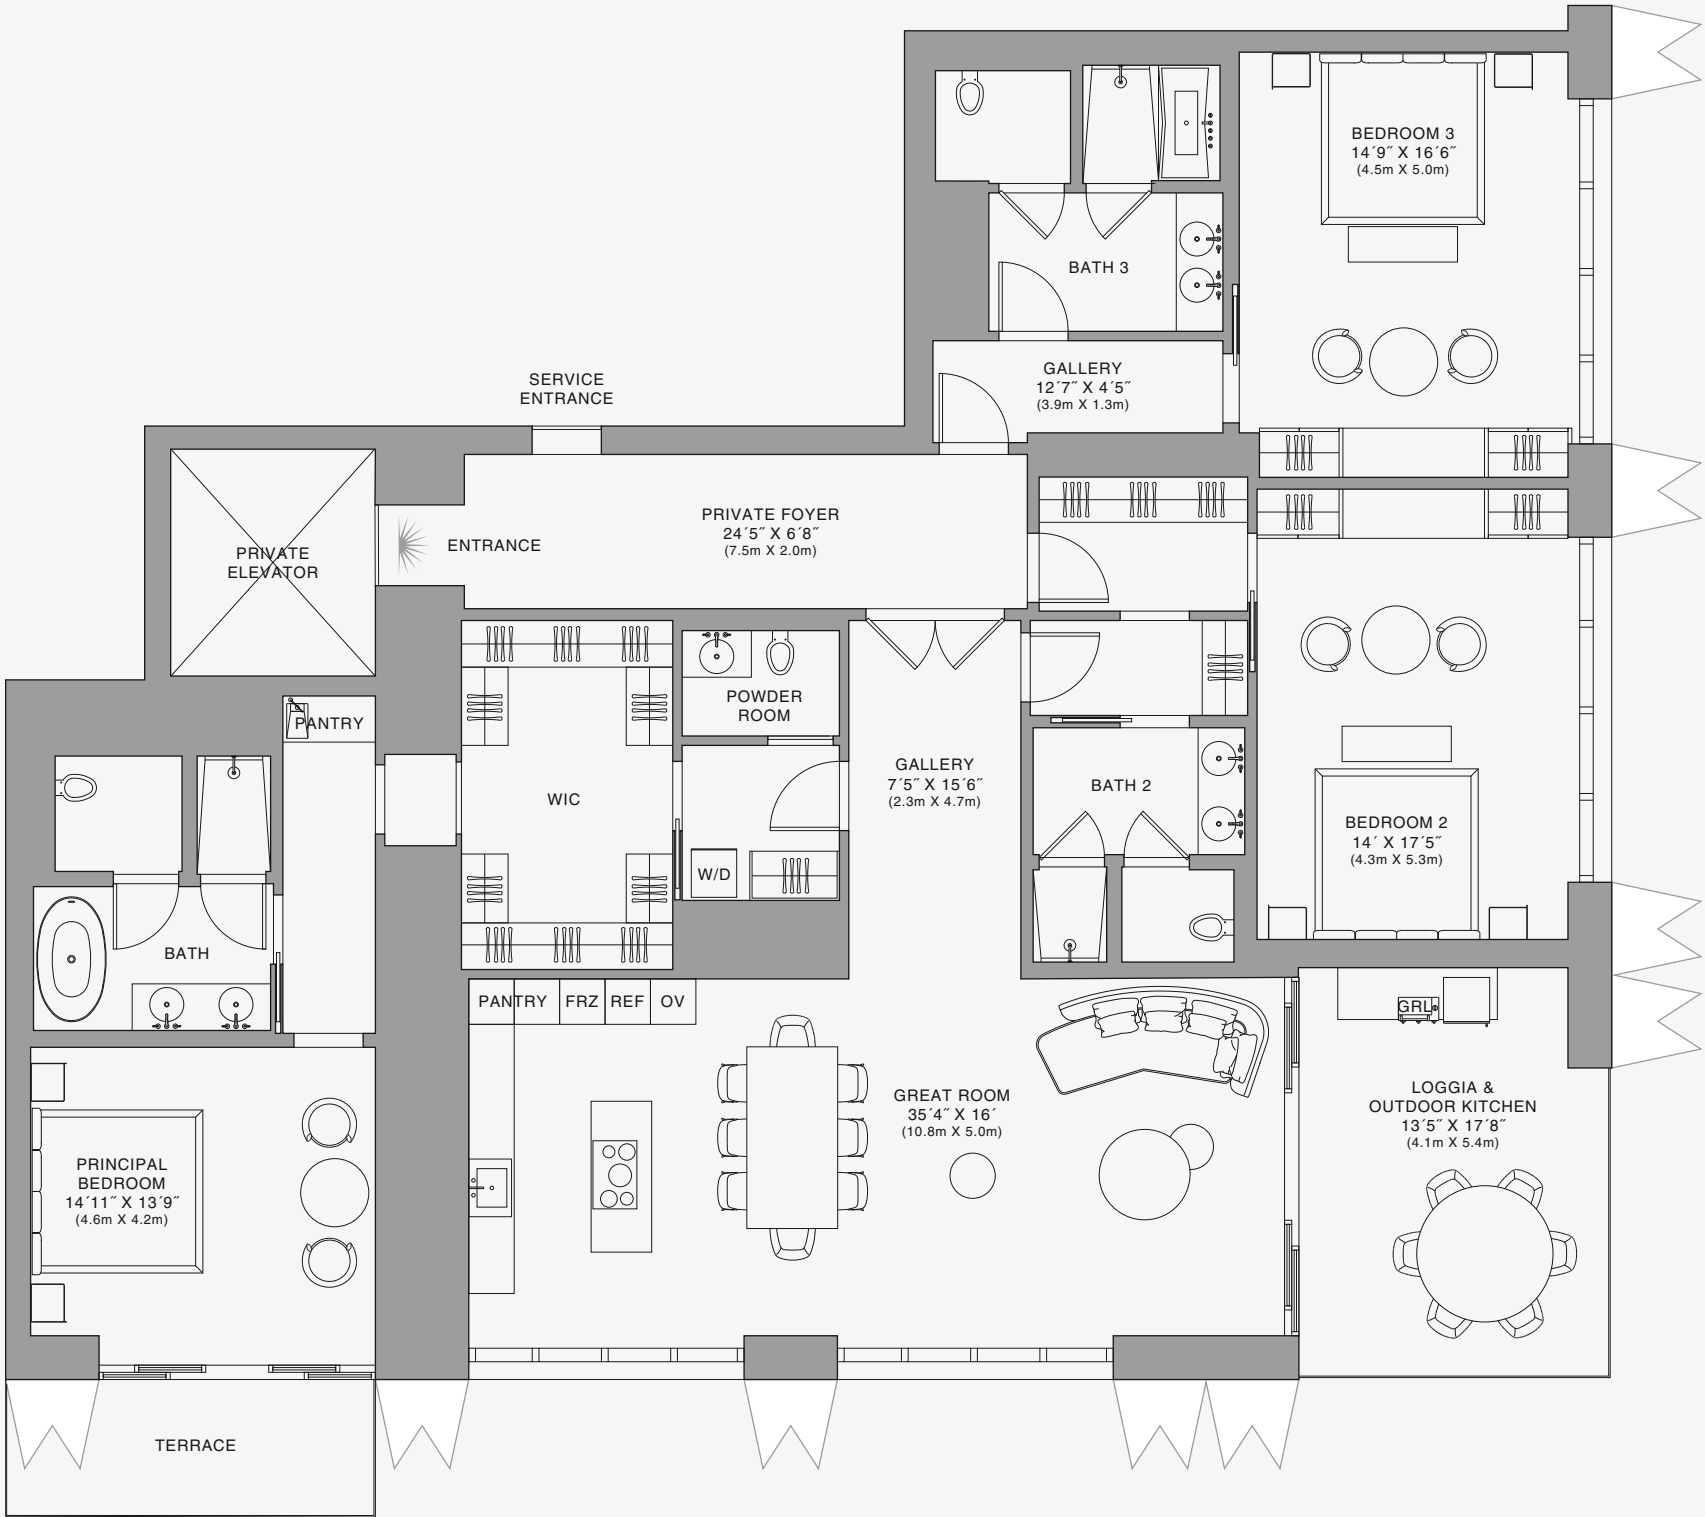 BEDROOM 3
14´9˝ X 16´6˝
(4.5m X 5.0m)
BATH 3
GALLERY
12´7˝ X 4´5˝
(3.9m X 1.3m)
SERVICE
ENTRANCE
PRIVATE FOYER
24´5˝ X 6´8˝
(7.5m X 2.0m)
ENTRANCE
PRIVATE
ELEVATOR
PANTRY
POWDER
ROOM
WIC
GALLERY
7´5˝ X 15´6˝
(2.3m X 4.7m)
BATH 2
BEDROOM 2
14´ X 17´5˝
(4.3m X 5.3m)
W/D
BATH
PANTRY
FRZ
REF
OV
GRL
GREAT ROOM
35´4˝ X 16´
(10.8m X 5.0m)
LOGGIA &
OUTDOOR KITCHEN
13´5˝ X 17´8˝
(4.1m X 5.4m)
PRINCIPAL
BEDROOM
14´11˝ X 13´9˝
(4.6m X 4.2m)
TERRACE